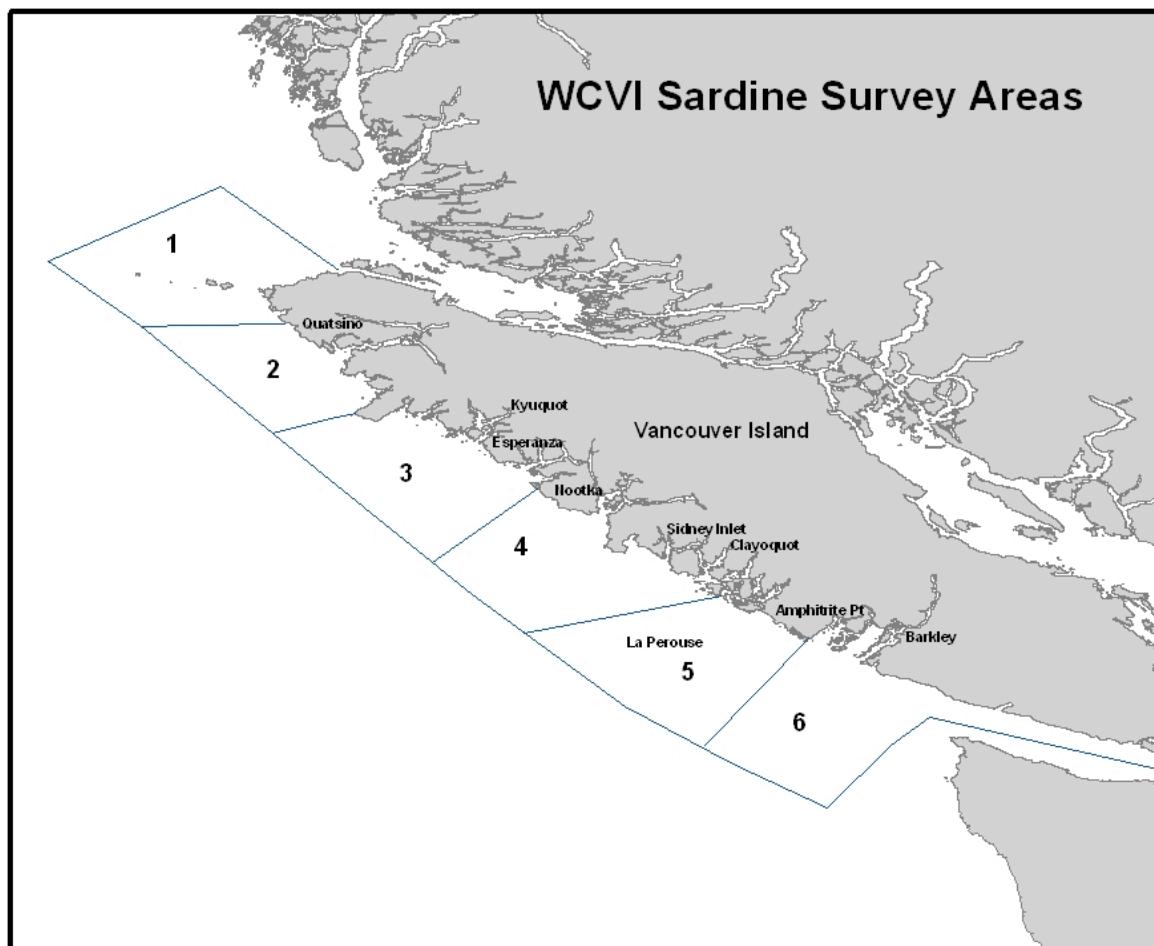 WCVI Sardine Survey Areas
1
Quatsino
2
Kyuquot
Vancouver Island
Esperanza
3
Nootka
Sidney Inlet
4
Clayoquot
Amphitrite Pt
La Perouse
Barkley
5
6